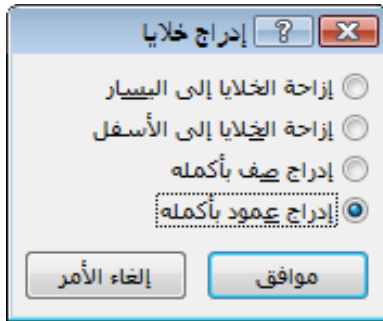 إدراج خلايا
إزاحة الخلايا إلى اليسار
إزاحة الخلايا إلى الأسفل
إدراج صف بأكمله
إدراج عمود بأكمله
موافق
إلغاء الأمر